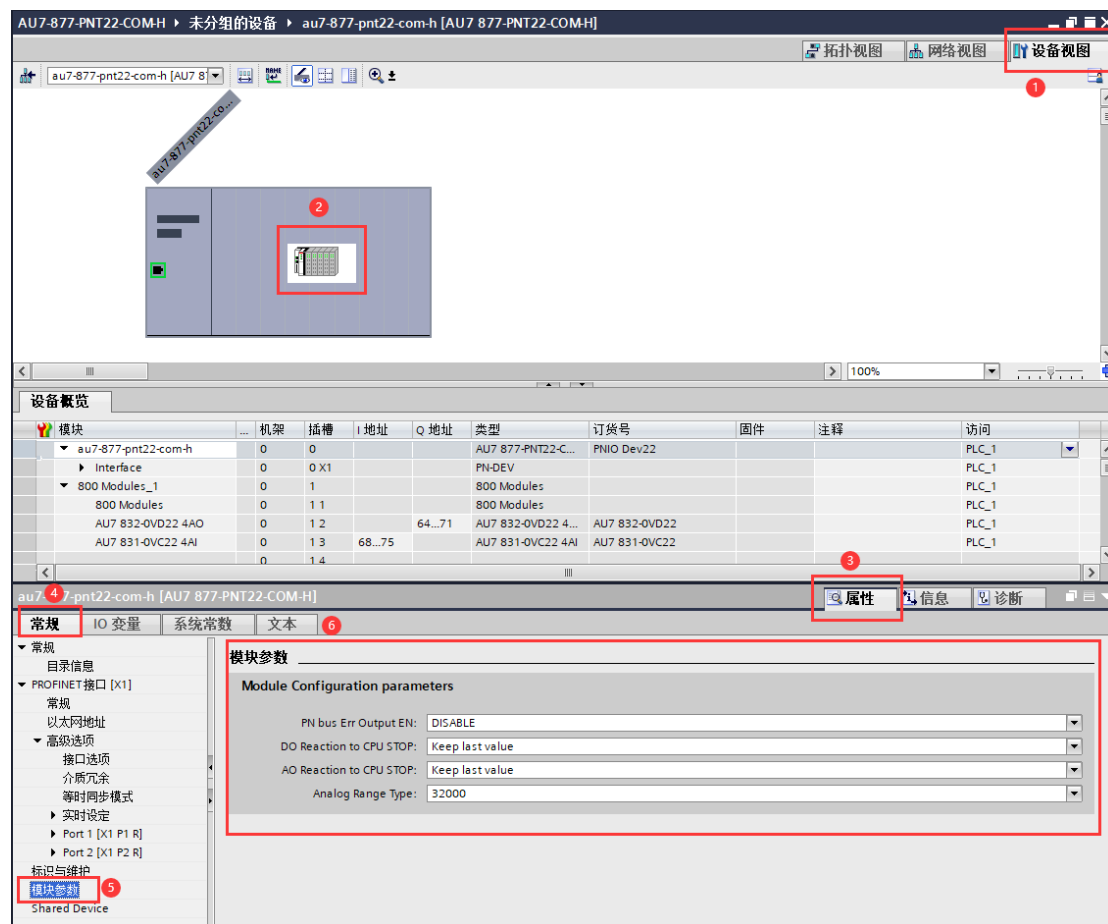 AU7-877-PNT22-COM-H ▸ 未分组的设备 ▸ au7-877-pnt22-com-h [AU7 877-PNT22-COM-H]
拓扑视图 网络视图 设备视图
au7-877-pnt22-com-h [AU7 8
1
au7-877-pnt22-co...
2
100%
设备概览
模块 ... 机架 插槽 I 地址 Q 地址 类型 订货号 固件 注释 访问
au7-877-pnt22-com-h 0 0 AU7 877-PNT22-C... PNIO Dev22 PLC_1
Interface 0 0 X1 PN-DEV PLC_1
800 Modules_1 0 1 800 Modules PLC_1
800 Modules 0 1 1 800 Modules PLC_1
AU7 832-0VD22 4AO 0 1 2 64...71 AU7 832-0VD22 4... AU7 832-0VD22 PLC_1
AU7 831-0VC22 4AI 0 1 3 68...75 AU7 831-0VC22 4AI AU7 831-0VC22 PLC_1
0 1 4
3
4
au7-877-pnt22-com-h [AU7 877-PNT22-COM-H]
属性 信息 诊断
常规 IO 变量 系统常数 文本
6
常规
目录信息
PROFINET接口 [X1]
常规
以太网地址
高级选项
接口选项
介质冗余
等时同步模式
实时设定
Port 1 [X1 P1 R]
Port 2 [X1 P2 R]
标识与维护
模块参数
5
Shared Device
模块参数
Module Configuration parameters
PN bus Err Output EN: DISABLE
DO Reaction to CPU STOP: Keep last value
AO Reaction to CPU STOP: Keep last value
Analog Range Type: 32000